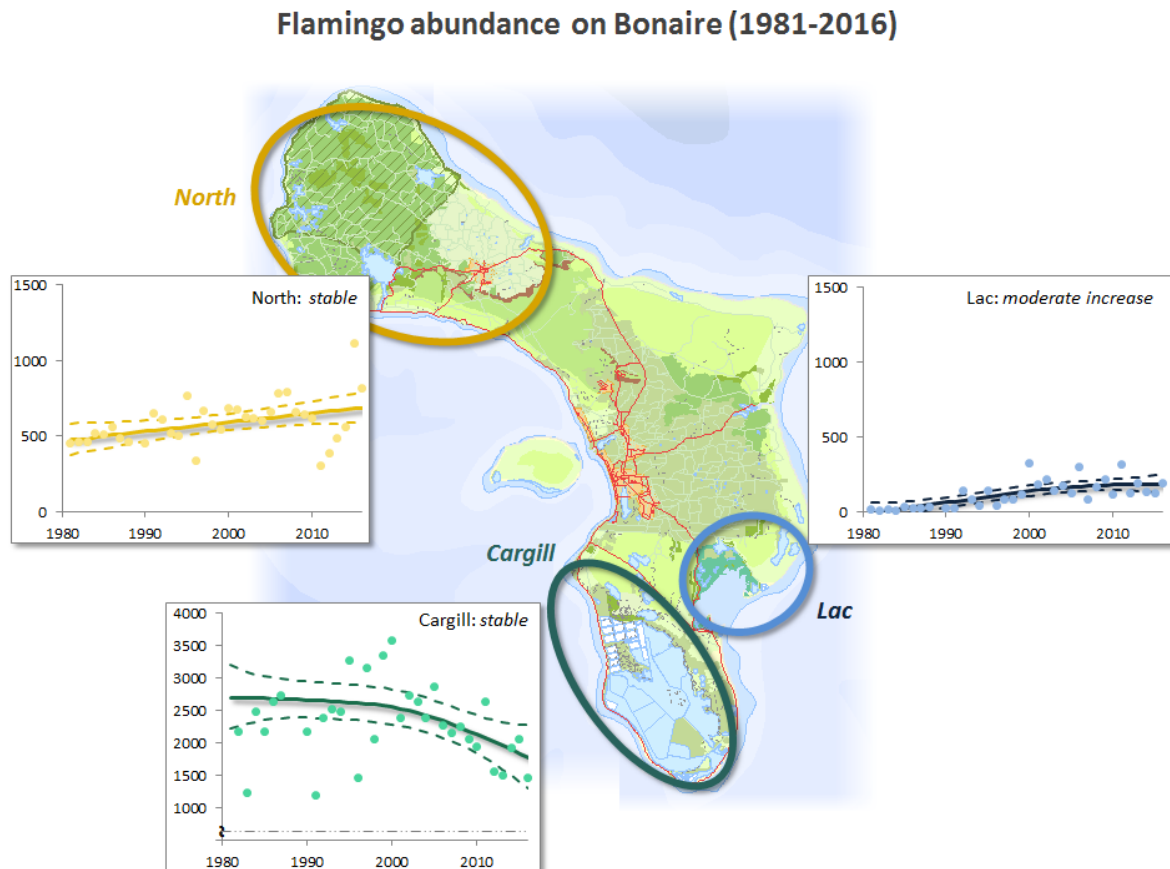 Flamingo abundance on Bonaire (1981-2016)
North
North: stable
1500
1000
500
0
1980 1990 2000 2010
Lac: moderate increase
1500
1000
500
0
1980 1990 2000 2010
Cargill
Lac
Cargill: stable
4000
3500
3000
2500
2000
1500
1000
1980 1990 2000 2010